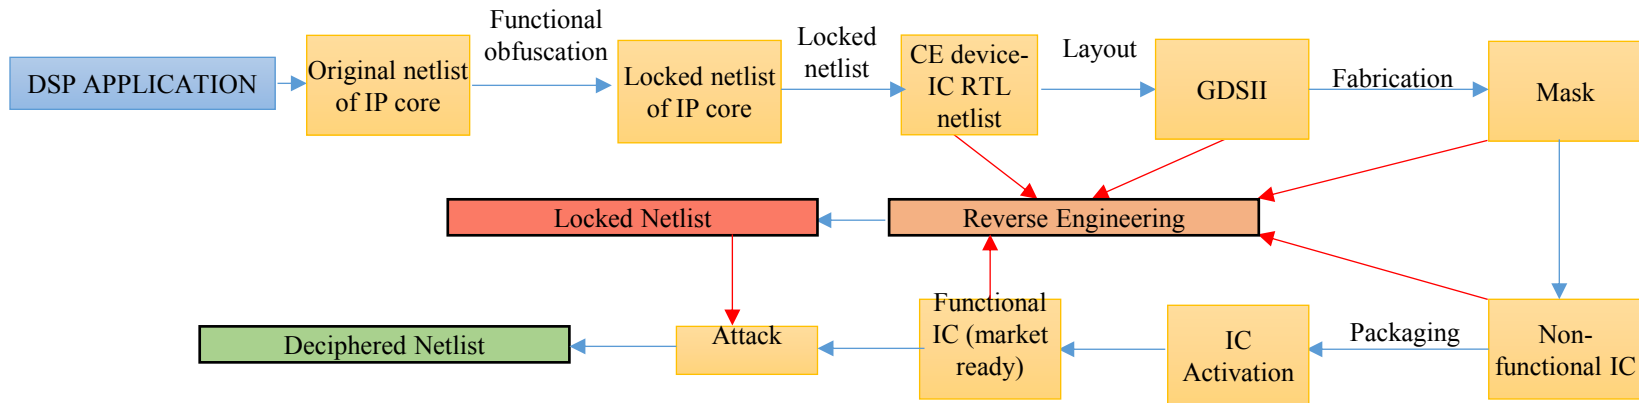 DSP APPLICATION
Original netlist
of IP core
Functional
obfuscation
Locked netlist
of IP core
Locked
netlist
CE device-
IC RTL
netlist
Layout
GDSII
Fabrication
Mask
Locked Netlist
Reverse Engineering
Deciphered Netlist
Attack
Functional
IC (market
ready)
IC
Activation
Packaging
Non-
functional IC